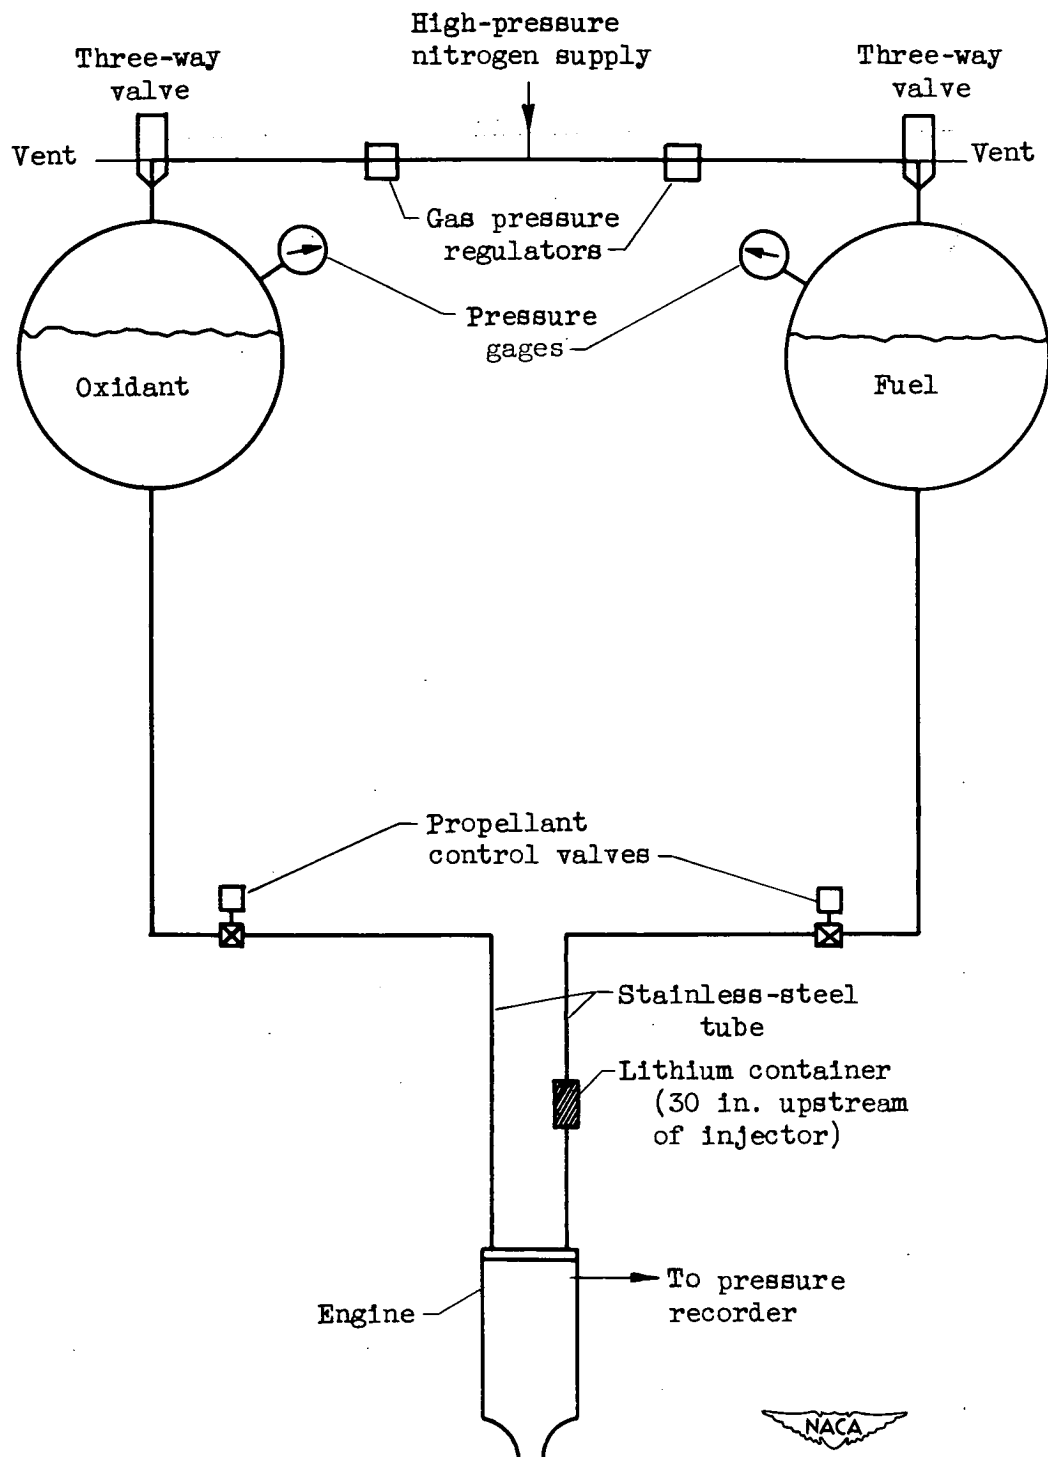 High-pressure
nitrogen supply
Three-way
valve
Three-way
valve
Vent
Vent
Gas pressure
regulators
Pressure
gages
Oxidant
Fuel
Propellant
control valves
Stainless-steel
tube
Lithium container
(30 in. upstream
of injector)
To pressure
recorder
Engine
NACA